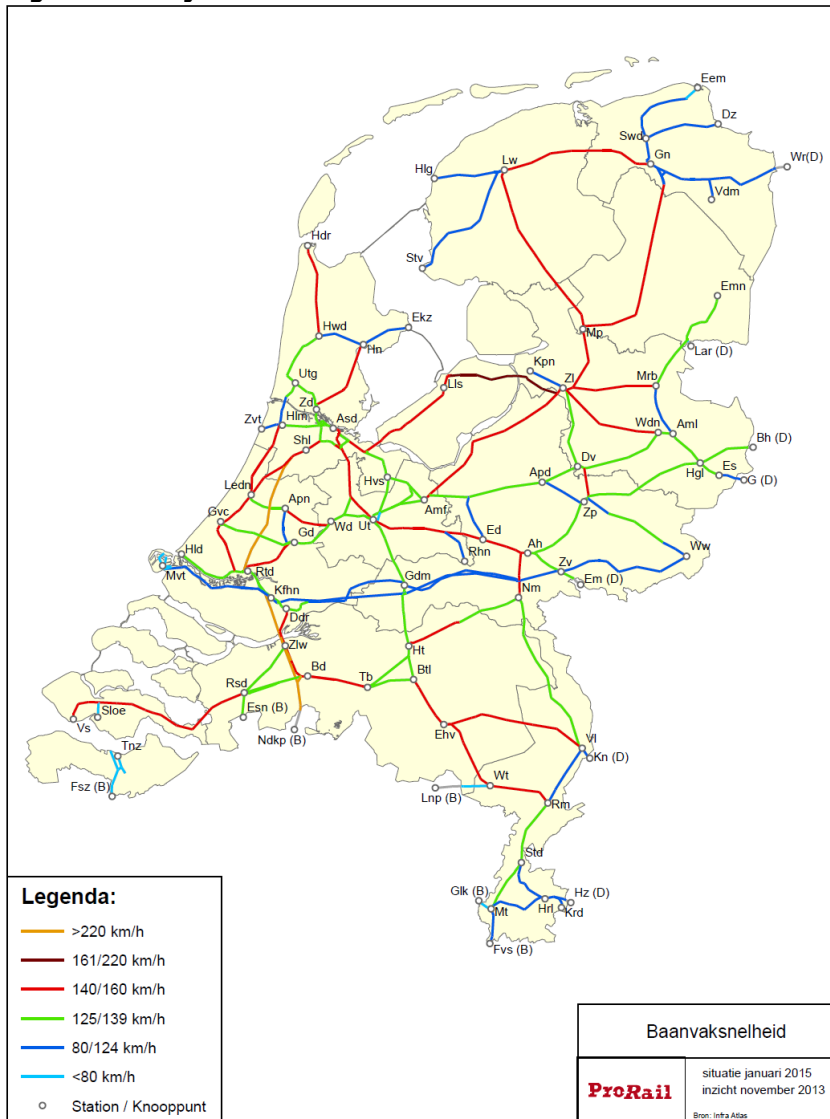 Eem
Dz
Swd
Gn
Wr(D)
Vdm
Lw
Hlg
Stv
Hdr
Emn
Hwd
Ekz
Hn
Mp
Lar (D)
Kpn
Zl
Mrb
Utg
Lls
Zd
Hlm
Asd
Zvt
Wdn
Aml
Shl
Bh (D)
Hvs
Dv
Hgl
Es
G (D)
Ledn
Apn
Apd
Amf
Zp
Gvc
Wd
Ut
Gd
Ed
Ah
Rhn
Ww
Hld
Mvt
Rtd
Zv
Em (D)
Kfhn
Gdm
Nm
Ddr
Zlw
Ht
Bd
Btl
Rsd
Tb
Esn (B)
Sloe
Vs
Ndkp (B)
Ehv
Tnz
Vl
Kn (D)
Fsz (B)
Wt
Lnp (B)
Rm
Std
Glk (B)
Hz (D)
Mt
Hrl
Krd
Fvs (B)
Legenda:
>220 km/h
161/220 km/h
140/160 km/h
125/139 km/h
80/124 km/h
<80 km/h
Station / Knooppunt
Baanvaksnelheid
ProRail
situatie januari 2015
inzicht november 2013
Bron: Infra Atlas